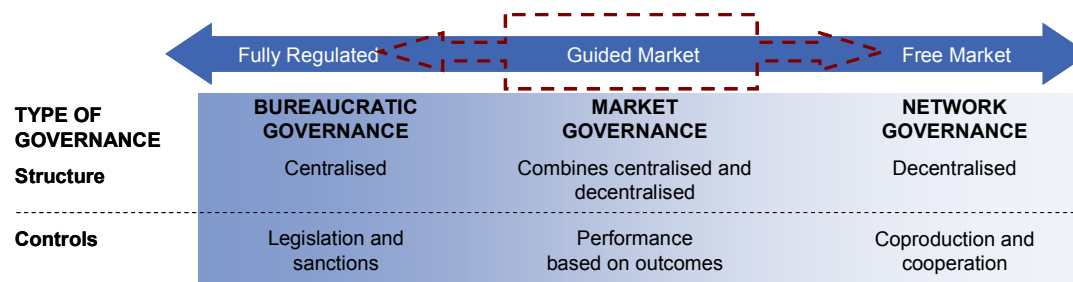 Fully Regulated
Guided Market
Free Market
TYPE OF
GOVERNANCE
BUREAUCRATIC
GOVERNANCE
MARKET
GOVERNANCE
NETWORK
GOVERNANCE
Structure
Centralised
Combines centralised and
decentralised
Decentralised
Controls
Legislation and
sanctions
Performance
based on outcomes
Coproduction and
cooperation